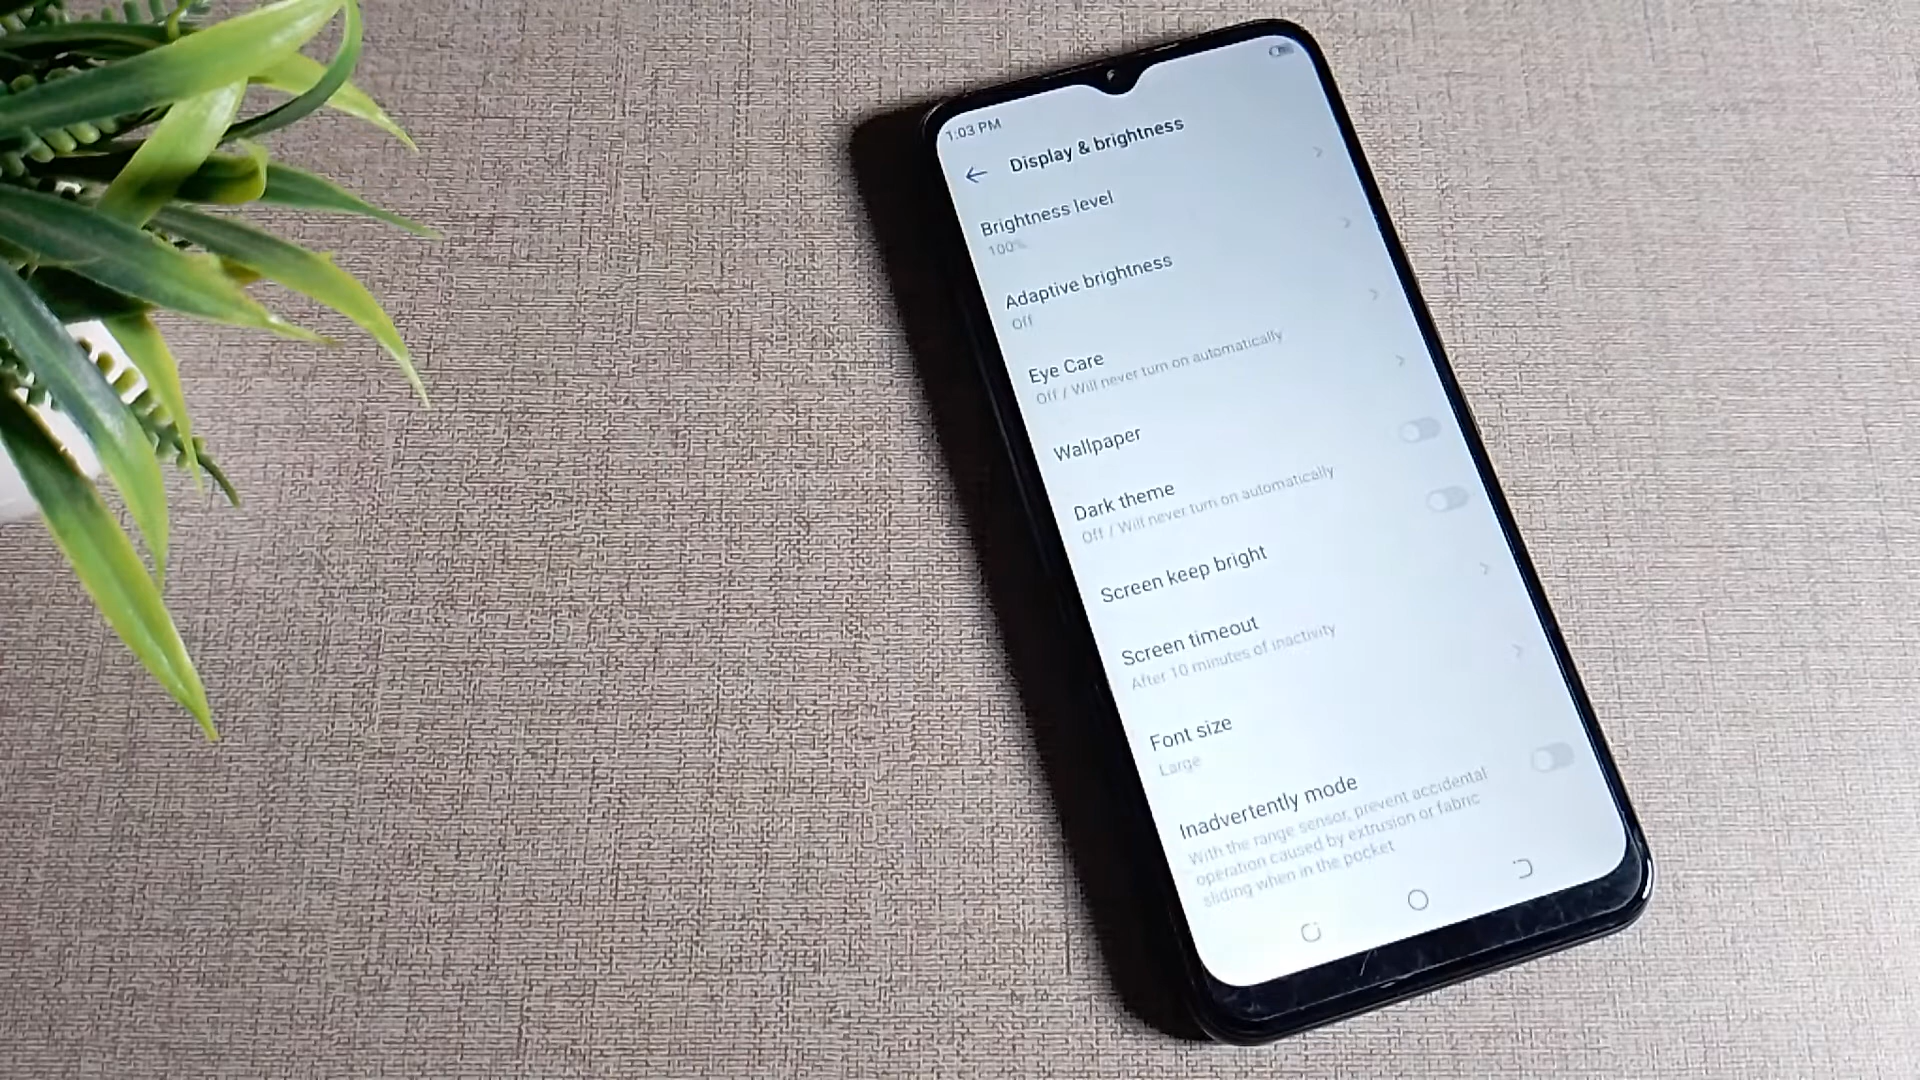 1:03 PM
Display & brightness
Brightness level
100%
Adaptive brightness
Off
Eye Care
Off / Will never turn on automatically
Wallpaper
Dark theme
Off / Will never turn on automatically
Screen keep bright
Screen timeout
After 10 minutes of inactivity
Font size
Large
Inadvertently mode
With the range sensor, prevent accidental
operation caused by extrusion or fabric
sliding when in the pocket